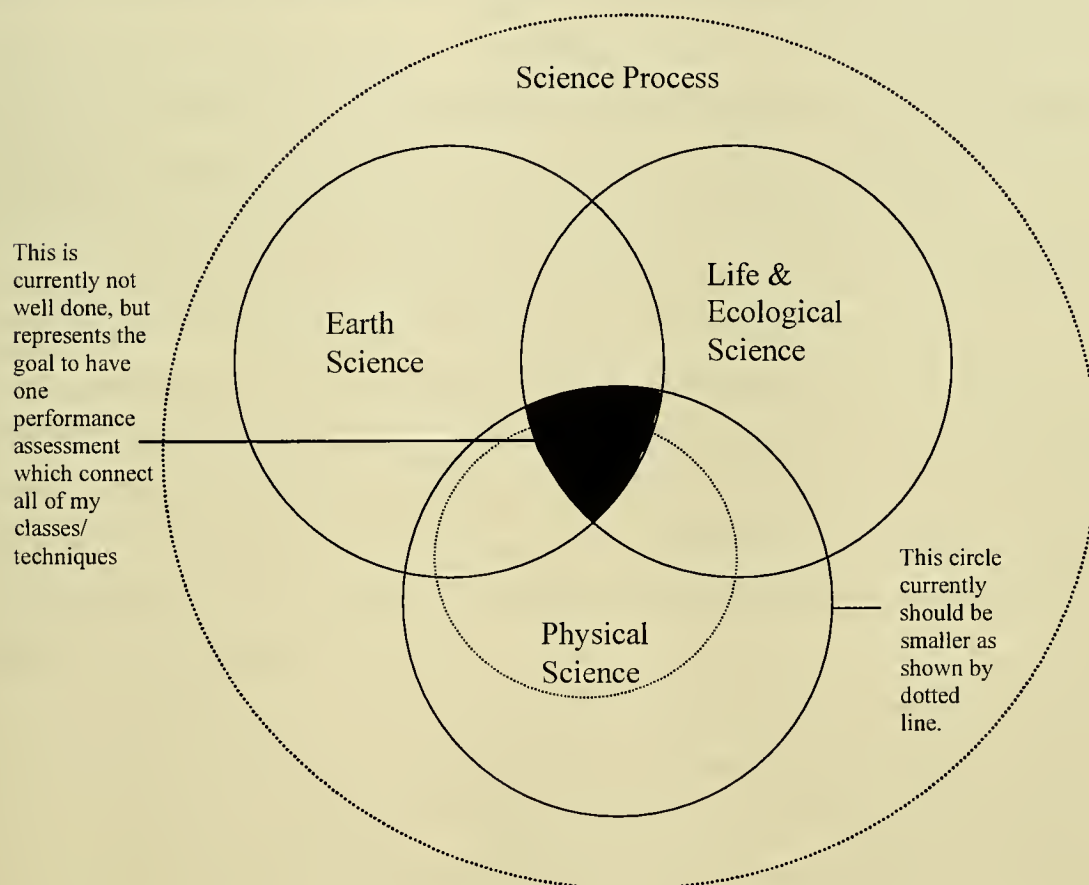 Science Process
This is
currently not
well done, but
represents the
goal to have
one
performance
assessment
which connect
all of my
classes/
techniques
Earth
Science
Life &
Ecological
Science
Physical
Science
This circle
currently
should be
smaller as
shown by
dotted
line.